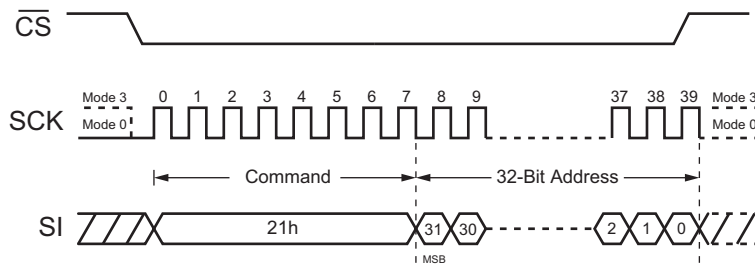 CS
Mode 3 0 1 2 3 4 5 6 7 8 9 37 38 39 Mode 3
SCK Mode 0 Mode 0
Command 32-Bit Address
SI 21h 31 30 2 1 0
MSB